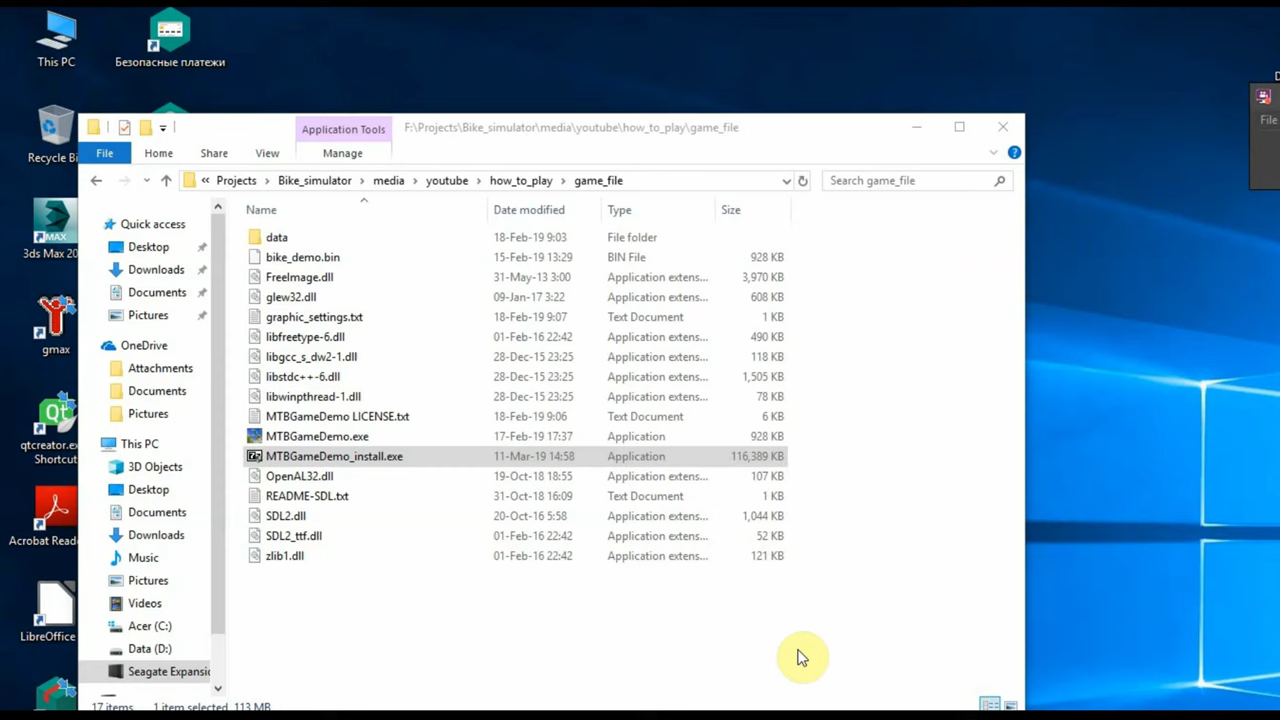 This PC
Безопасные платежи
Recycle Bi
3ds Max 20
gmax
qtcreator.ex
Shortcut
Acrobat Read
LibreOffice
Application Tools
F:\Projects\Bike_simulator\media\youtube\how_to_play\game_file
File
Home
Share
View
Manage
File
« Projects > Bike_simulator > media > youtube > how_to_play > game_file
Search game_file
Name Date modified Type Size
Quick access
Desktop
Downloads
Documents
Pictures
OneDrive
Attachments
Documents
Pictures
This PC
3D Objects
Desktop
Documents
Downloads
Music
Pictures
Videos
Acer (C:)
Data (D:)
Seagate Expansio
data 18-Feb-19 9:03 File folder
bike_demo.bin 15-Feb-19 13:29 BIN File 928 KB
FreeImage.dll 31-May-13 3:00 Application extens... 3,970 KB
glew32.dll 09-Jan-17 3:22 Application extens... 608 KB
graphic_settings.txt 18-Feb-19 9:07 Text Document 1 KB
libfreetype-6.dll 01-Feb-16 22:42 Application extens... 490 KB
libgcc_s_dw2-1.dll 28-Dec-15 23:25 Application extens... 118 KB
libstdc++-6.dll 28-Dec-15 23:25 Application extens... 1,505 KB
libwinpthread-1.dll 28-Dec-15 23:25 Application extens... 78 KB
MTBGameDemo LICENSE.txt 18-Feb-19 9:06 Text Document 6 KB
MTBGameDemo.exe 17-Feb-19 17:37 Application 928 KB
MTBGameDemo_install.exe 11-Mar-19 14:58 Application 116,389 KB
OpenAL32.dll 19-Oct-18 18:55 Application extens... 107 KB
README-SDL.txt 31-Oct-18 16:09 Text Document 1 KB
SDL2.dll 20-Oct-16 5:58 Application extens... 1,044 KB
SDL2_ttf.dll 01-Feb-16 22:42 Application extens... 52 KB
zlib1.dll 01-Feb-16 22:42 Application extens... 121 KB
17 items 1 item selected 113 MB